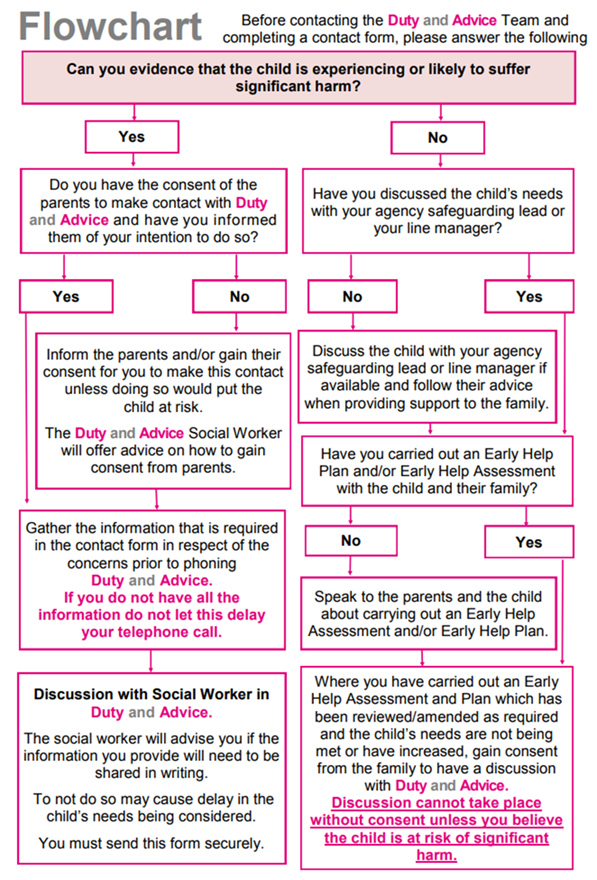 Flowchart
Before contacting the Duty and Advice Team and
completing a contact form, please answer the following
Can you evidence that the child is experiencing or likely to suffer
significant harm?
Yes
No
Do you have the consent of the
parents to make contact with Duty
and Advice and have you informed
them of your intention to do so?
Have you discussed the child's needs
with your agency safeguarding lead or
your line manager?
Yes
No
No
Yes
Inform the parents and/or gain their
consent for you to make this contact
unless doing so would put the
child at risk.
The Duty and Advice Social Worker
will offer advice on how to gain
consent from parents.
Discuss the child with your agency
safeguarding lead or line manager if
available and follow their advice
when providing support to the family.
Have you carried out an Early Help
Plan and/or Early Help Assessment
with the child and their family?
Gather the information that is required
in the contact form in respect of the
concerns prior to phoning
Duty and Advice.
If you do not have all the
information do not let this delay
your telephone call.
No
Yes
Speak to the parents and the child
about carrying out an Early Help
Assessment and/or Early Help Plan.
Discussion with Social Worker in
Duty and Advice.
The social worker will advise you if the
information you provide will need to be
shared in writing.
To not do so may cause delay in the
child's needs being considered.
You must send this form securely.
Where you have carried out an Early
Help Assessment and Plan which has
been reviewed/amended as required
and the child's needs are not being
met or have increased, gain consent
from the family to have a discussion
with Duty and Advice.
Discussion cannot take place
without consent unless you believe
the child is at risk of significant
harm.